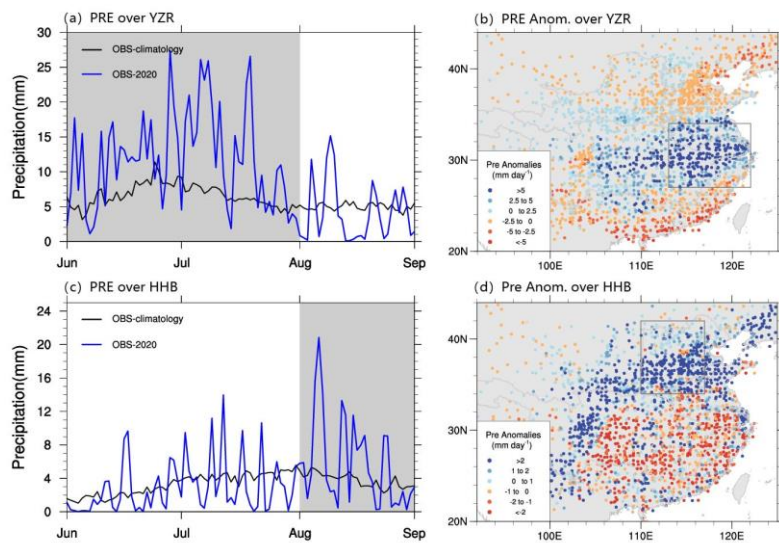 (a) PRE over YZR
Precipitation(mm)
30
25
20
15
10
5
0
OBS-climatology
OBS-2020
Jun
Jul
Aug
Sep
(b) PRE Anom. over YZR
40N
30N
20N
100E
110E
120E
Pre Anomalies
(mm day⁻¹)
>5
2.5 to 5
0 to 2.5
-2.5 to 0
-5 to -2.5
<-5
(c) PRE over HHB
Precipitation(mm)
24
20
16
12
8
4
0
OBS-climatology
OBS-2020
Jun
Jul
Aug
Sep
(d) Pre Anom. over HHB
40N
30N
20N
100E
110E
120E
Pre Anomalies
(mm day⁻¹)
>2
1 to 2
0 to 1
-1 to 0
-2 to -1
<-2